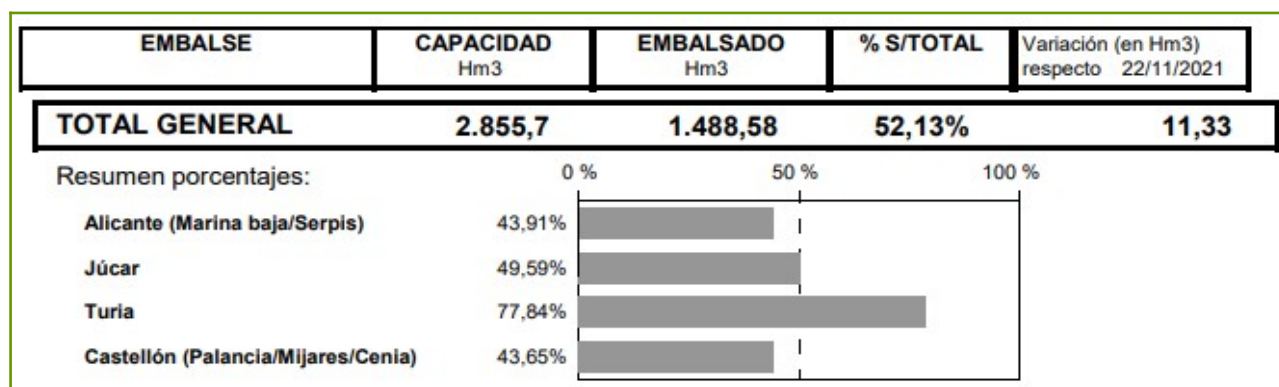 EMBALSE CAPACIDAD EMBALSADO % S/TOTAL Variación (en Hm3)
Hm3 Hm3 respecto 22/11/2021
TOTAL GENERAL 2.855,7 1.488,58 52,13% 11,33
Resumen porcentajes: 0 % 50 % 100 %
Alicante (Marina baja/Serpis) 43,91%
Júcar 49,59%
Turia 77,84%
Castellón (Palancia/Mijares/Cenia) 43,65%